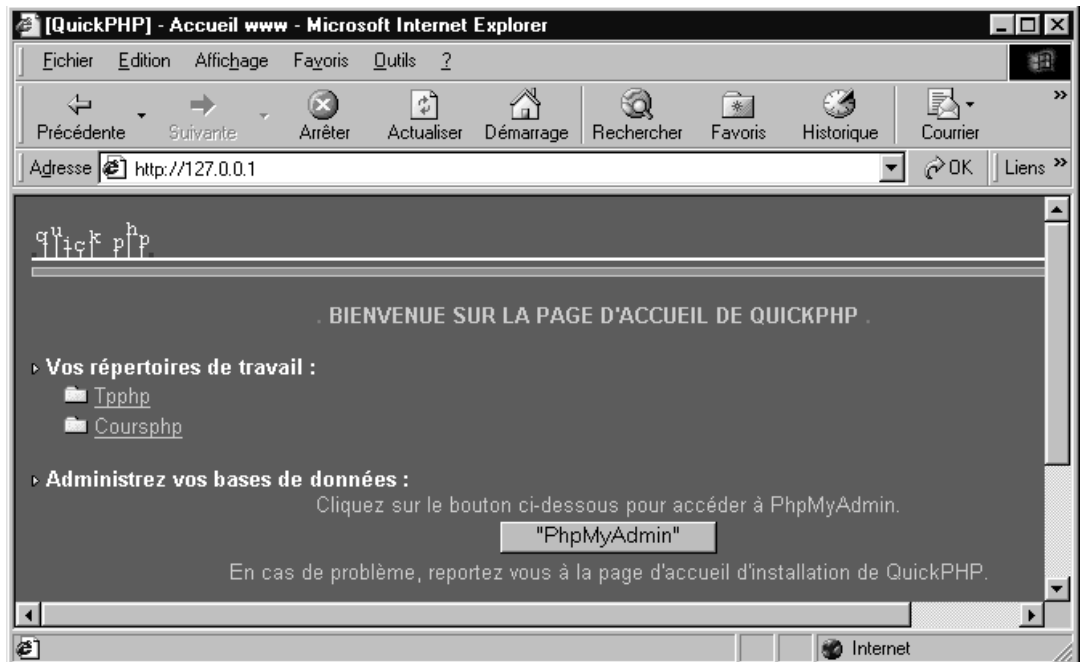 [QuickPHP] - Accueil www - Microsoft Internet Explorer
Fichier Edition Affichage Favoris Outils ?
Précédente Suivante Arrêter Actualiser Démarrage Rechercher Favoris Historique Courrier »
Adresse http://127.0.0.1 OK Liens »
quick php
. BIENVENUE SUR LA PAGE D'ACCUEIL DE QUICKPHP .
Vos répertoires de travail :
Tpphp
Coursphp
Administrez vos bases de données :
Cliquez sur le bouton ci-dessous pour accéder à PhpMyAdmin.
"PhpMyAdmin"
En cas de problème, reportez vous à la page d'accueil d'installation de QuickPHP.
Internet